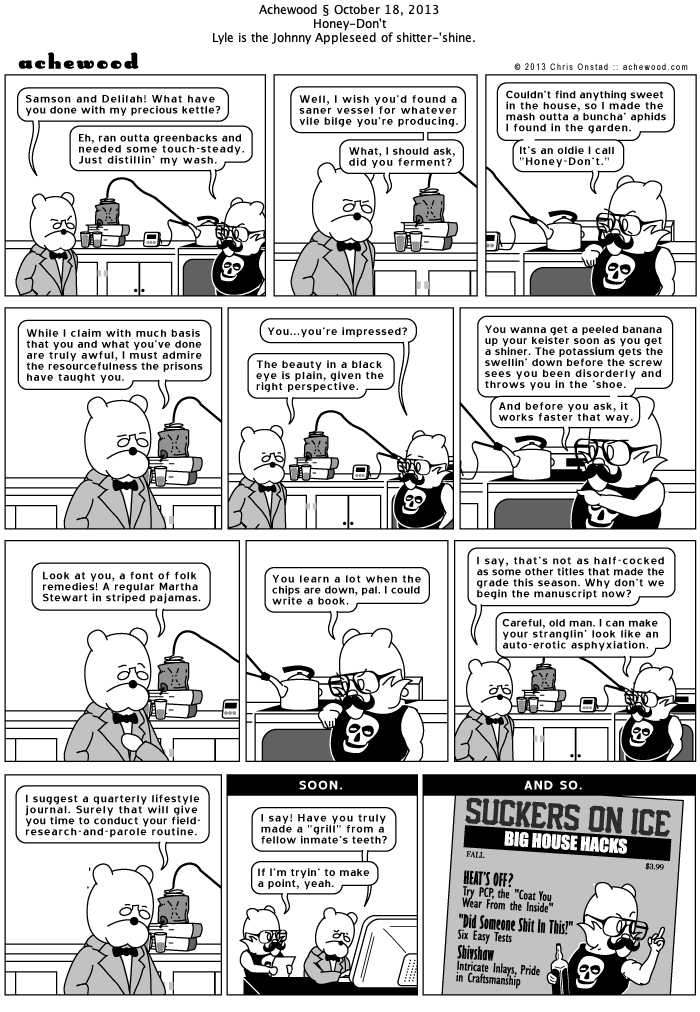 Achewood § October 18, 2013
Honey-Don't
Lyle is the Johnny Appleseed of shitter-'shine.
achewood
© 2013 Chris Onstad :: achewood.com
Samson and Delilah! What have
you done with my precious kettle?
Eh, ran outta greenbacks and
needed some touch-steady.
Just distillin' my wash.
Well, I wish you'd found a
saner vessel for whatever
vile bilge you're producing.
What, I should ask,
did you ferment?
Couldn't find anything sweet
in the house, so I made the
mash outta a buncha' aphids
I found in the garden.
It's an oldie I call
"Honey-Don't."
While I claim with much basis
that you and what you've done
are truly awful, I must admire
the resourcefulness the prisons
have taught you.
You...you're impressed?
The beauty in a black
eye is plain, given the
right perspective.
You wanna get a peeled banana
up your keister soon as you get
a shiner. The potassium gets the
swellin' down before the screw
sees you been disorderly and
throws you in the 'shoe.
And before you ask, it
works faster that way.
Look at you, a font of folk
remedies! A regular Martha
Stewart in striped pajamas.
You learn a lot when the
chips are down, pal. I could
write a book.
I say, that's not as half-cocked
as some other titles that made the
grade this season. Why don't we
begin the manuscript now?
Careful, old man. I can make
your stranglin' look like an
auto-erotic asphyxiation.
I suggest a quarterly lifestyle
journal. Surely that will give
you time to conduct your field-
research-and-parole routine.
SOON.
I say! Have you truly
made a "grill" from a
fellow inmate's teeth?
If I'm tryin' to make
a point, yeah.
AND SO.
SUCKERS ON ICE
BIG HOUSE HACKS
FALL
$3.99
HEAT'S OFF?
Try PCP, the "Coat You
Wear From the Inside"
"Did Someone Shit In This!"
Six Easy Tests
Shivshaw
Intricate Inlays, Pride
in Craftsmanship